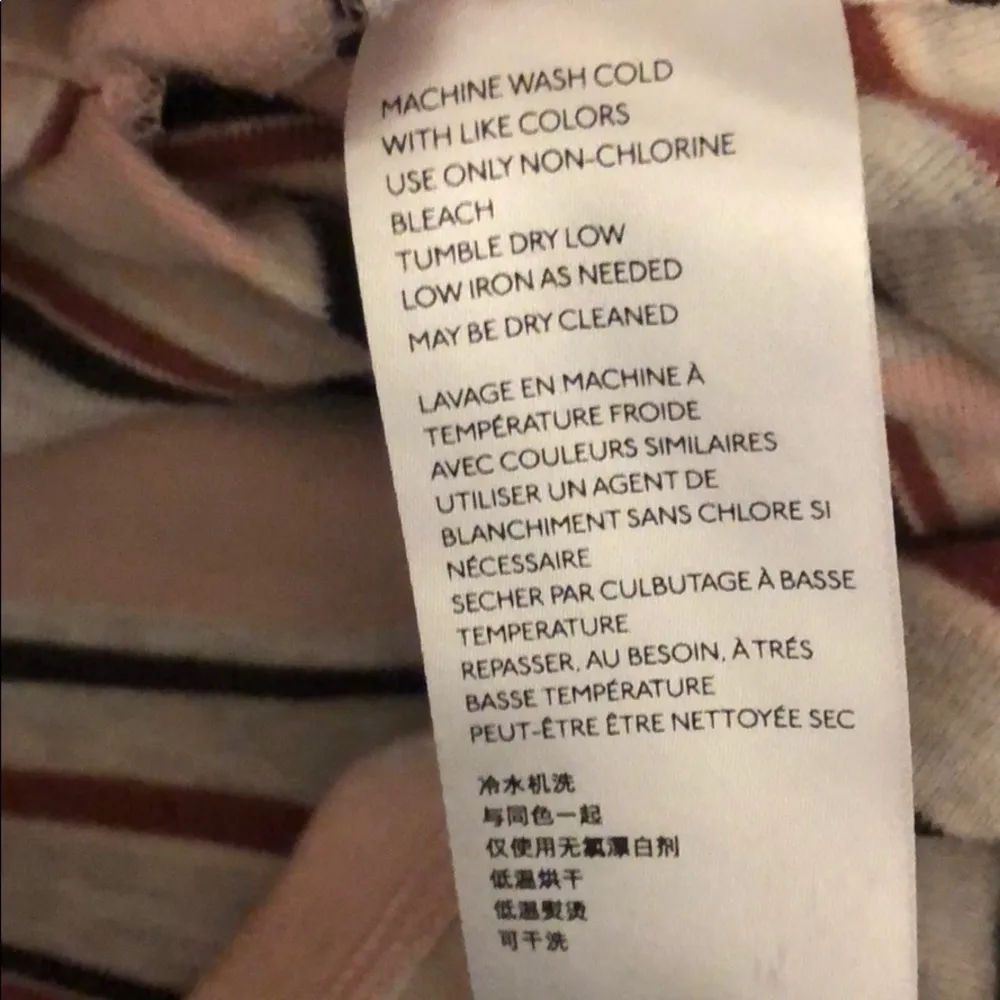 MACHINE WASH COLD
WITH LIKE COLORS
USE ONLY NON-CHLORINE
BLEACH
TUMBLE DRY LOW
LOW IRON AS NEEDED
MAY BE DRY CLEANED
LAVAGE EN MACHINE À
TEMPÉRATURE FROIDE
AVEC COULEURS SIMILAIRES
UTILISER UN AGENT DE
BLANCHIMENT SANS CHLORE SI
NÉCESSAIRE
SECHER PAR CULBUTAGE À BASSE
TEMPERATURE
REPASSER, AU BESOIN, À TRÉS
BASSE TEMPÉRATURE
PEUT-ÊTRE ÊTRE NETTOYÉE SEC
冷水机洗
与同色一起
仅使用无氯漂白剂
低温烘干
低温熨烫
可干洗